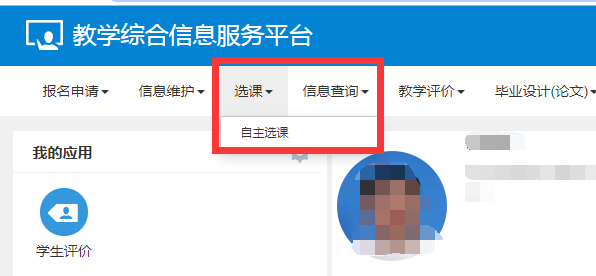 教学综合信息服务平台
报名申请 信息维护 选课 信息查询 教学评价 毕业设计(论文)
自主选课
我的应用
学生评价